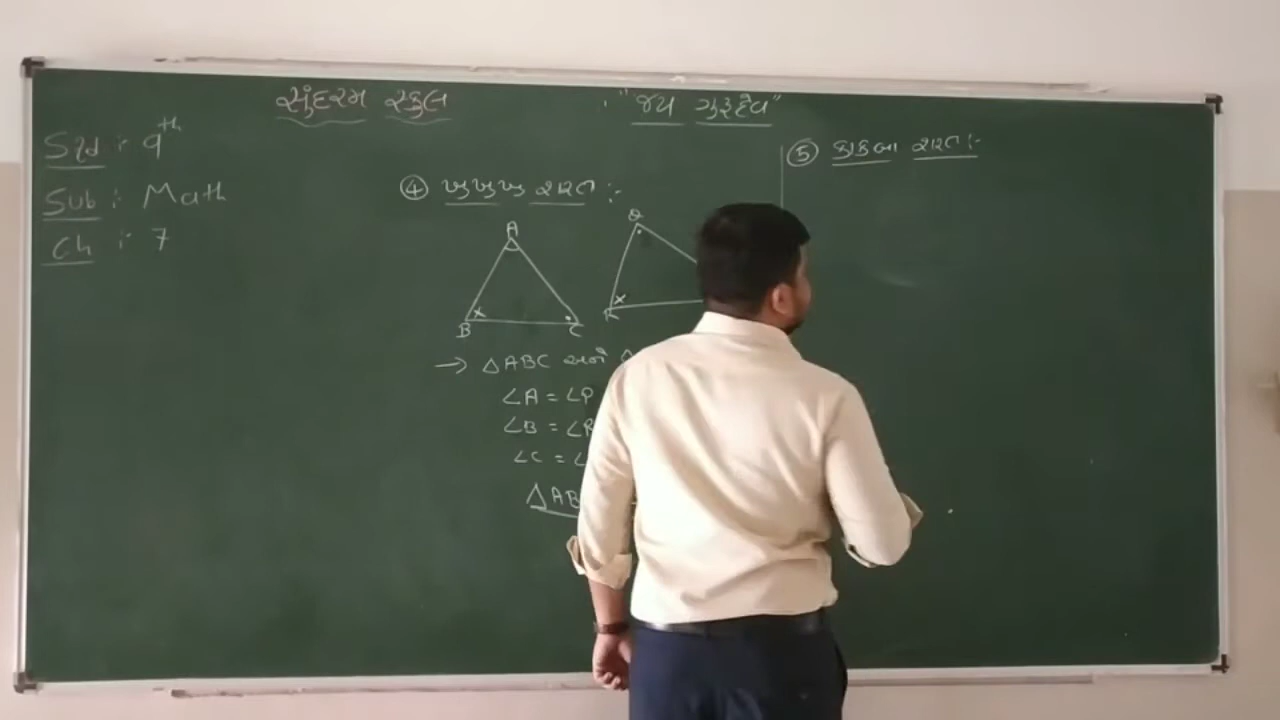 સુંદરમ સ્કુલ
"જય ગુરૂદેવ"
Std : 9th
Sub : Math
Ch : 7
④ ખુખુખુ શરત :-
A
B
C
Q
R
x
x
→ △ABC અને △
∠A = ∠P
∠B = ∠R
∠C = ∠
△AB
⑤ કાકબા શરત :-